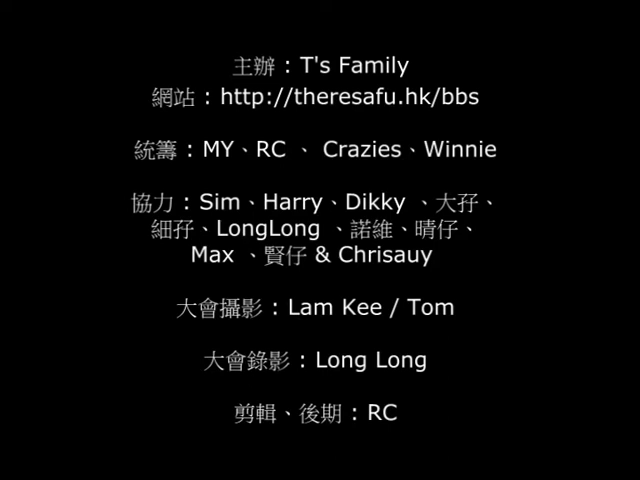 主辦 : T's Family
網站 : http://theresafu.hk/bbs
統籌 : MY、RC 、 Crazies、Winnie
協力 : Sim、Harry、Dikky 、大孖、
細孖、LongLong 、諾維、晴仔、
Max 、賢仔 & Chrisauy
大會攝影 : Lam Kee / Tom
大會錄影 : Long Long
剪輯、後期 : RC